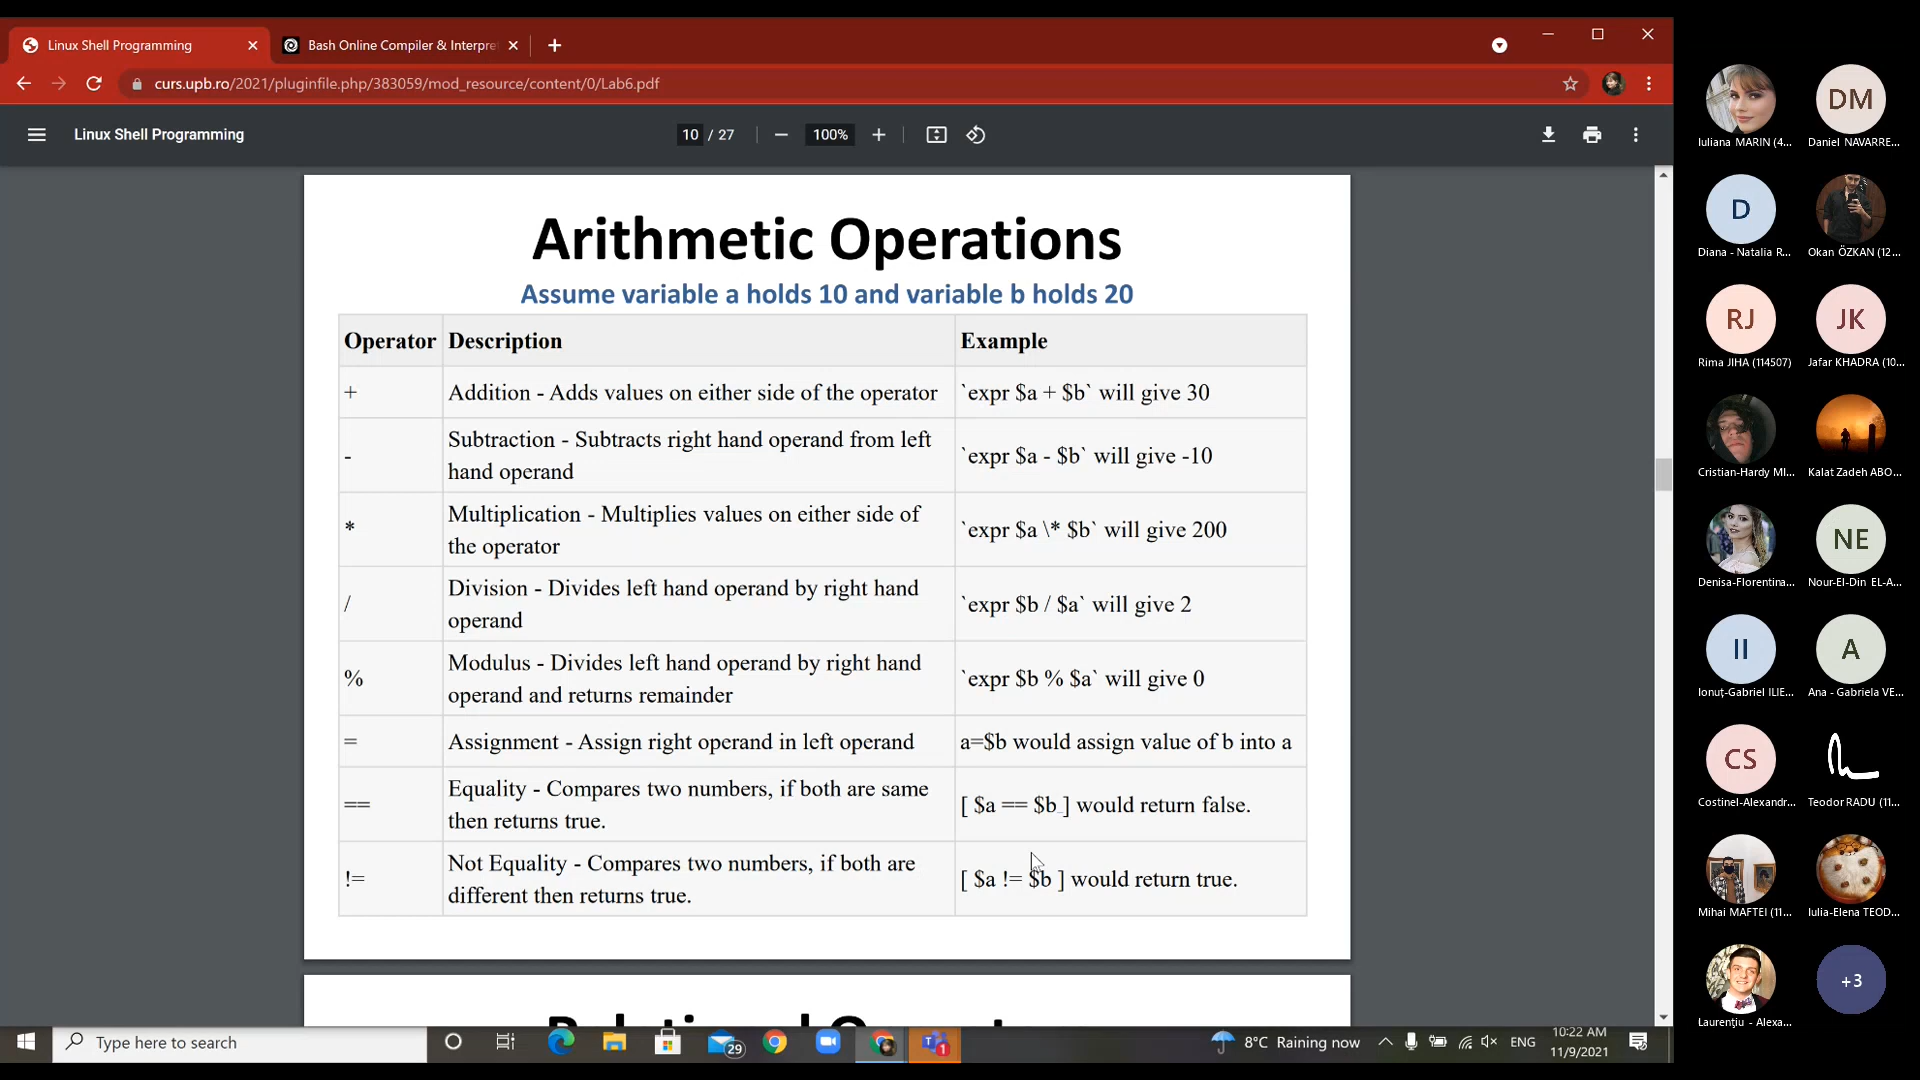 Linux Shell Programming
Bash Online Compiler & Interpre
curs.upb.ro/2021/pluginfile.php/383059/mod_resource/content/0/Lab6.pdf
Linux Shell Programming
10 / 27
100%
Arithmetic Operations
Assume variable a holds 10 and variable b holds 20
Operator Description Example
+ Addition - Adds values on either side of the operator `expr $a + $b` will give 30
- Subtraction - Subtracts right hand operand from left
hand operand `expr $a - $b` will give -10
* Multiplication - Multiplies values on either side of
the operator `expr $a \* $b` will give 200
/ Division - Divides left hand operand by right hand
operand `expr $b / $a` will give 2
% Modulus - Divides left hand operand by right hand
operand and returns remainder `expr $b % $a` will give 0
= Assignment - Assign right operand in left operand a=$b would assign value of b into a
== Equality - Compares two numbers, if both are same
then returns true. [ $a == $b ] would return false.
!= Not Equality - Compares two numbers, if both are
different then returns true. [ $a != $b ] would return true.
DM
Iuliana MARIN (4... Daniel NAVARRE...
D
Diana - Natalia R... Okan ÖZKAN (12...
RJ JK
Rima JIHA (114507) Jafar KHADRA (10...
Cristian-Hardy MI... Kalat Zadeh ABO...
NE
Denisa-Florentina... Nour-El-Din EL-A...
II A
Ionuț-Gabriel ILIE... Ana - Gabriela VE...
CS
Costinel-Alexandr... Teodor RADU (11...
Mihai MAFTEI (11... Iulia-Elena TEOD...
+3
Laurențiu - Alexa...
Type here to search
29
1
8°C Raining now
ENG
10:22 AM
11/9/2021